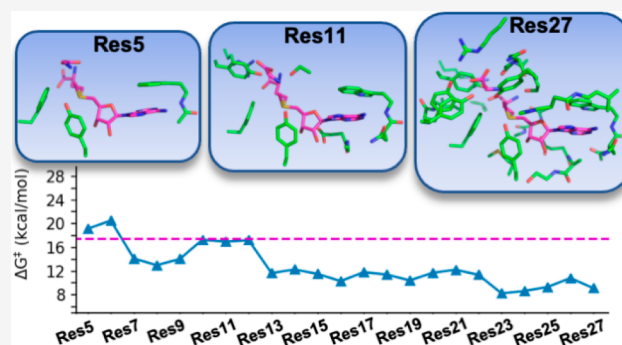 Res5
Res11
Res27
28
24
20
16
12
8
ΔG‡ (kcal/mol)
Res5 Res7 Res9 Res11 Res13 Res15 Res17 Res19 Res21 Res23 Res25 Res27